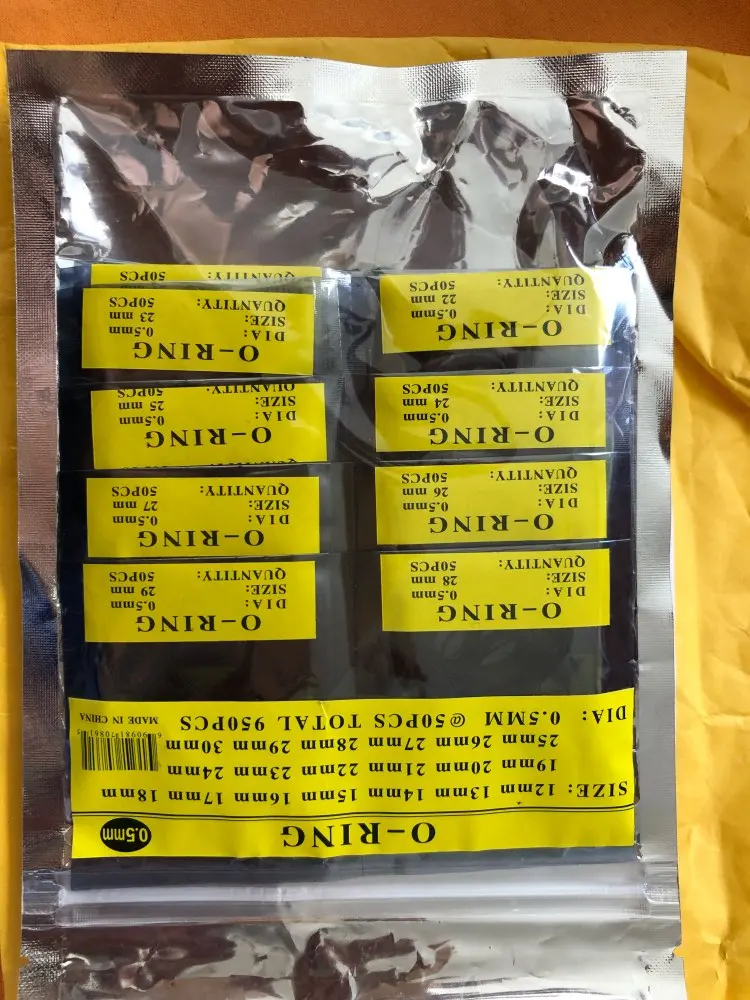 O-RING 0.5mm
SIZE: 12mm 13mm 14mm 15mm 16mm 17mm 18mm
19mm 20mm 21mm 22mm 23mm 24mm
25mm 26mm 27mm 28mm 29mm 30mm
DIA: 0.5MM @50PCS TOTAL 950PCS
MADE IN CHINA
O-RING
DIA: 0.5mm
SIZE: 28 mm
QUANTITY: 50PCS
O-RING
DIA: 0.5mm
SIZE: 29 mm
QUANTITY: 50PCS
O-RING
DIA: 0.5mm
SIZE: 26 mm
QUANTITY: 50PCS
O-RING
DIA: 0.5mm
SIZE: 27 mm
QUANTITY: 50PCS
O-RING
DIA: 0.5mm
SIZE: 24 mm
QUANTITY: 50PCS
O-RING
DIA: 0.5mm
SIZE: 25 mm
QUANTITY: 50PCS
O-RING
DIA: 0.5mm
SIZE: 22 mm
QUANTITY: 50PCS
O-RING
DIA: 0.5mm
SIZE: 23 mm
QUANTITY: 50PCS
QUANTITY: 50PCS